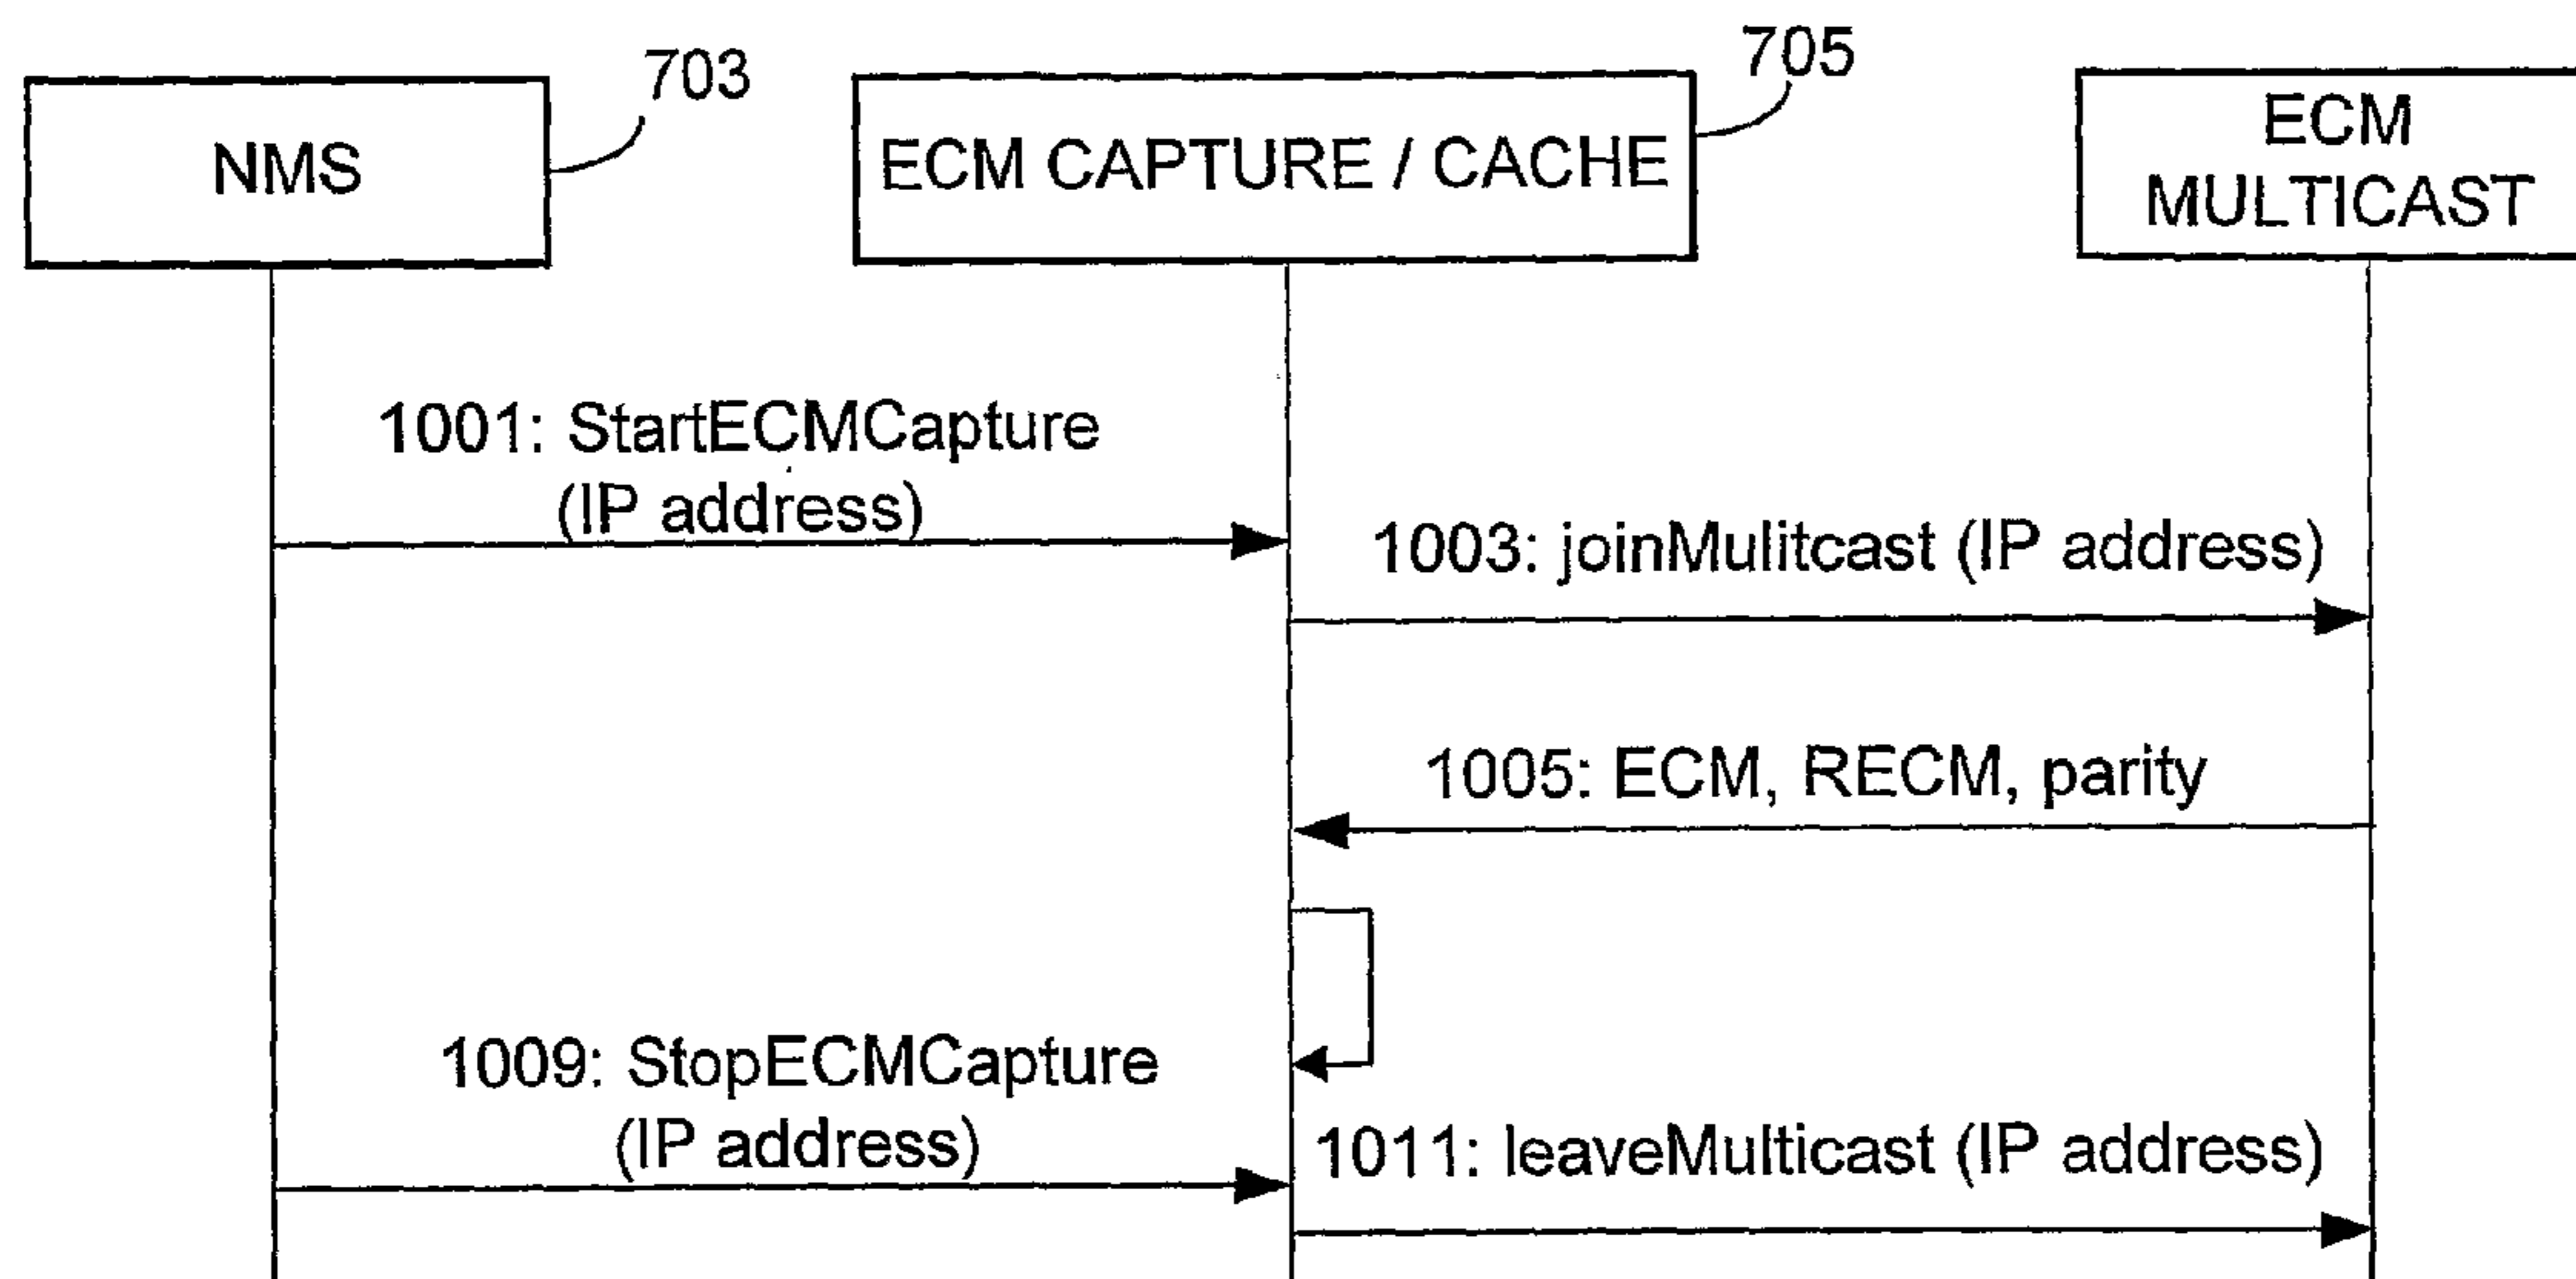 703
705
NMS
ECM CAPTURE / CACHE
ECM
MULTICAST
1001: StartECMCapture
(IP address)
1003: joinMulitcast (IP address)
1005: ECM, RECM, parity
1009: StopECMCapture
(IP address)
1011: leaveMulticast (IP address)